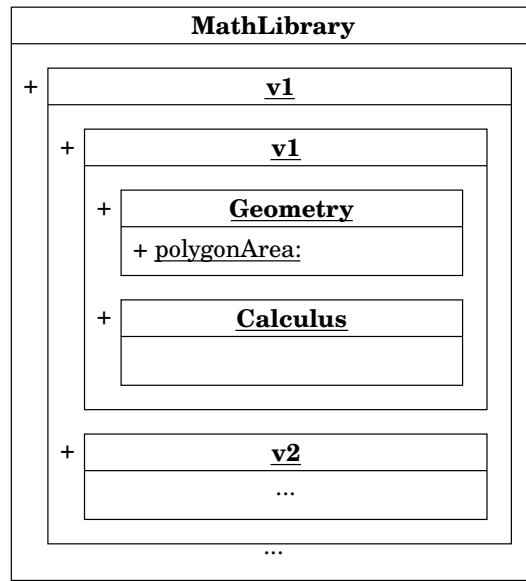 MathLibrary
+ v1
+ v1
+ Geometry
+ polygonArea:
+ Calculus
+ v2
...
...